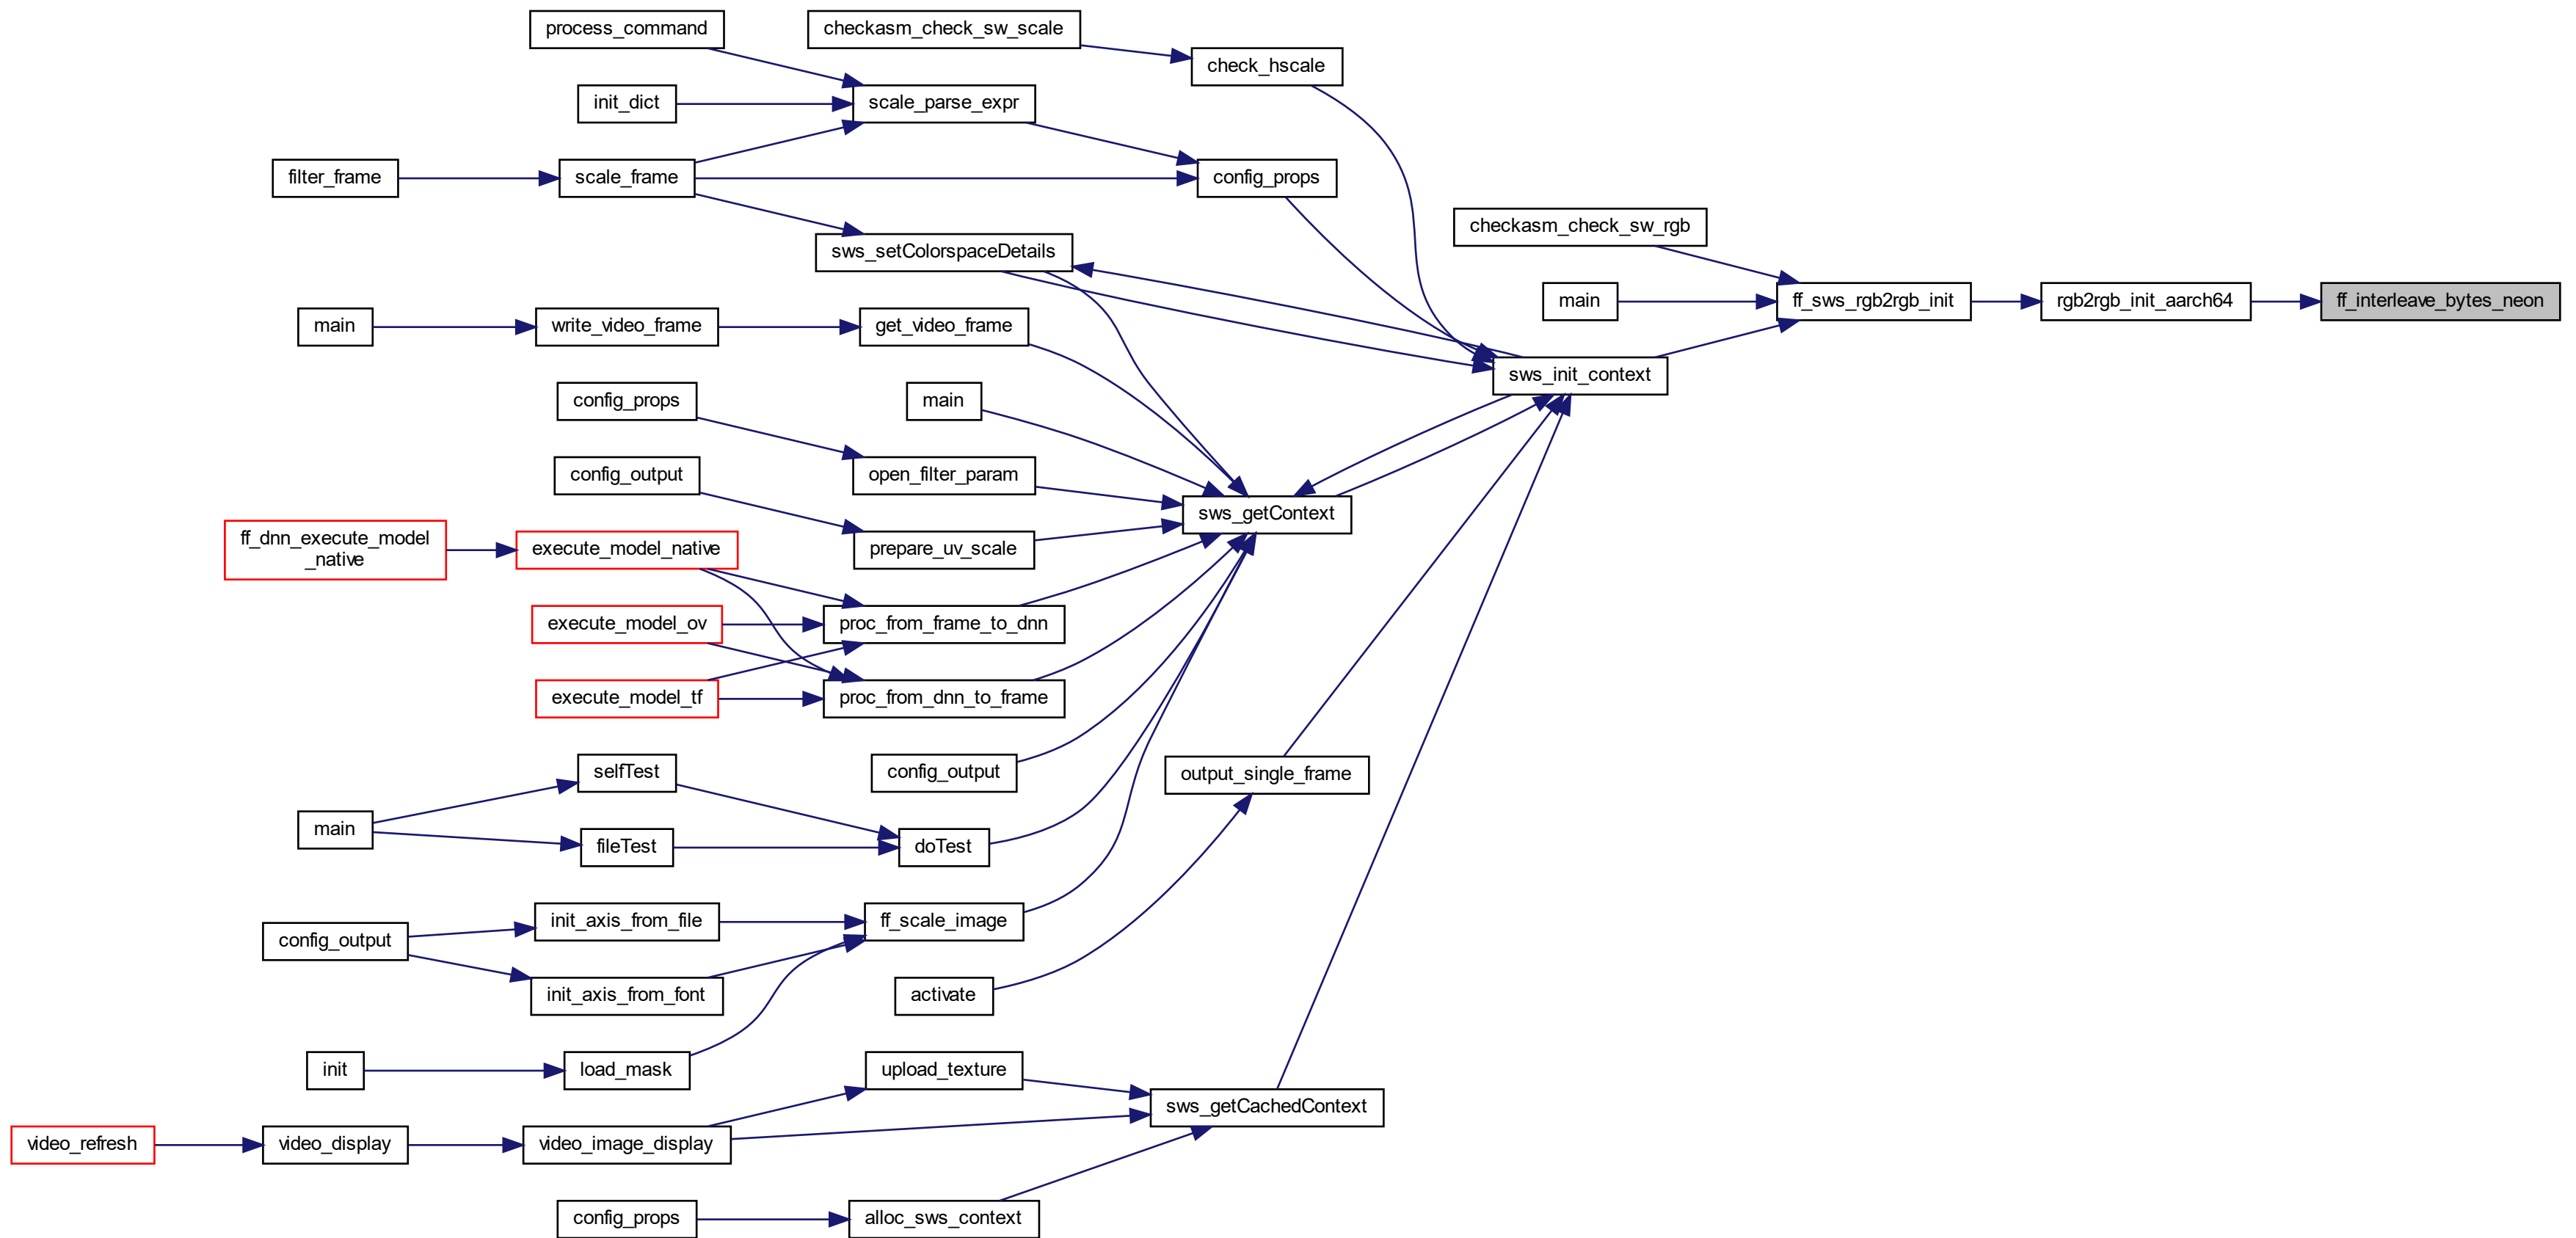 process_command
checkasm_check_sw_scale
check_hscale
init_dict
scale_parse_expr
filter_frame
scale_frame
config_props
checkasm_check_sw_rgb
sws_setColorspaceDetails
main
ff_sws_rgb2rgb_init
rgb2rgb_init_aarch64
ff_interleave_bytes_neon
main
write_video_frame
get_video_frame
sws_init_context
config_props
main
config_output
open_filter_param
sws_getContext
ff_dnn_execute_model
_native
execute_model_native
prepare_uv_scale
execute_model_ov
proc_from_frame_to_dnn
execute_model_tf
proc_from_dnn_to_frame
selfTest
config_output
output_single_frame
main
fileTest
doTest
config_output
init_axis_from_file
ff_scale_image
init_axis_from_font
activate
init
load_mask
upload_texture
sws_getCachedContext
video_refresh
video_display
video_image_display
config_props
alloc_sws_context